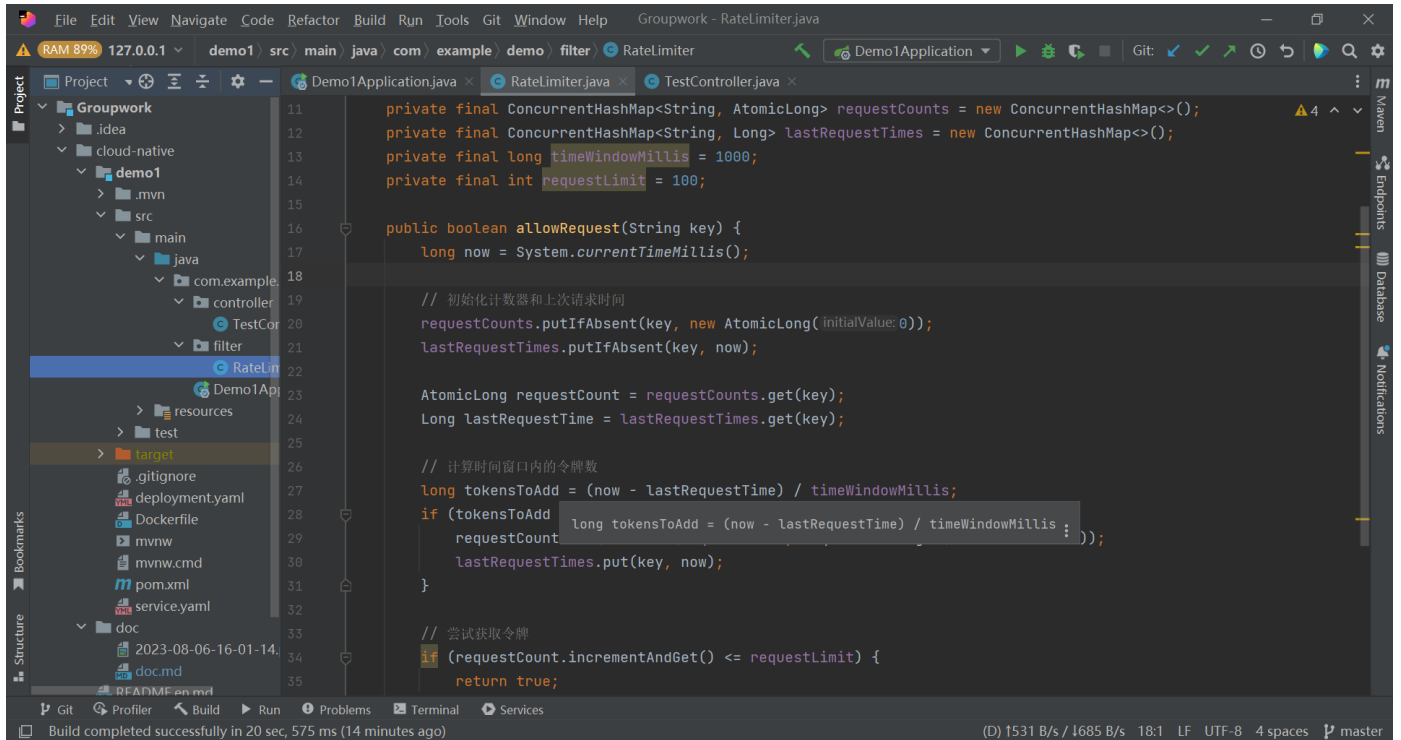 File Edit View Navigate Code Refactor Build Run Tools Git Window Help Groupwork - RateLimiter.java
RAM 89% 127.0.0.1 demo1 src main java com example demo filter RateLimiter Demo1Application Git:
Project Demo1Application.java RateLimiter.java TestController.java
Project
Bookmarks
Structure
Groupwork
.idea
cloud-native
demo1
.mvn
src
main
java
com.example.
controller
TestCor
filter
RateLim
Demo1Ap
resources
test
target
.gitignore
deployment.yaml
Dockerfile
mvnw
mvnw.cmd
pom.xml
service.yaml
doc
2023-08-06-16-01-14.
doc.md
README.en.md
11 private final ConcurrentHashMap<String, AtomicLong> requestCounts = new ConcurrentHashMap<>();
12 private final ConcurrentHashMap<String, Long> lastRequestTimes = new ConcurrentHashMap<>();
13 private final long timeWindowMillis = 1000;
14 private final int requestLimit = 100;
15
16 public boolean allowRequest(String key) {
17 long now = System.currentTimeMillis();
18
19 // 初始化计数器和上次请求时间
20 requestCounts.putIfAbsent(key, new AtomicLong( initialValue: 0));
21 lastRequestTimes.putIfAbsent(key, now);
22
23 AtomicLong requestCount = requestCounts.get(key);
24 Long lastRequestTime = lastRequestTimes.get(key);
25
26 // 计算时间窗口内的令牌数
27 long tokensToAdd = (now - lastRequestTime) / timeWindowMillis;
28 if (tokensToAdd
long tokensToAdd = (now - lastRequestTime) / timeWindowMillis
29 requestCount ));
30 lastRequestTimes.put(key, now);
31 }
32
33 // 尝试获取令牌
34 if (requestCount.incrementAndGet() <= requestLimit) {
35 return true;
4
Maven
Endpoints
Database
Notifications
Git Profiler Build Run Problems Terminal Services
Build completed successfully in 20 sec, 575 ms (14 minutes ago) (D) ↑531 B/s / ↓685 B/s 18:1 LF UTF-8 4 spaces master